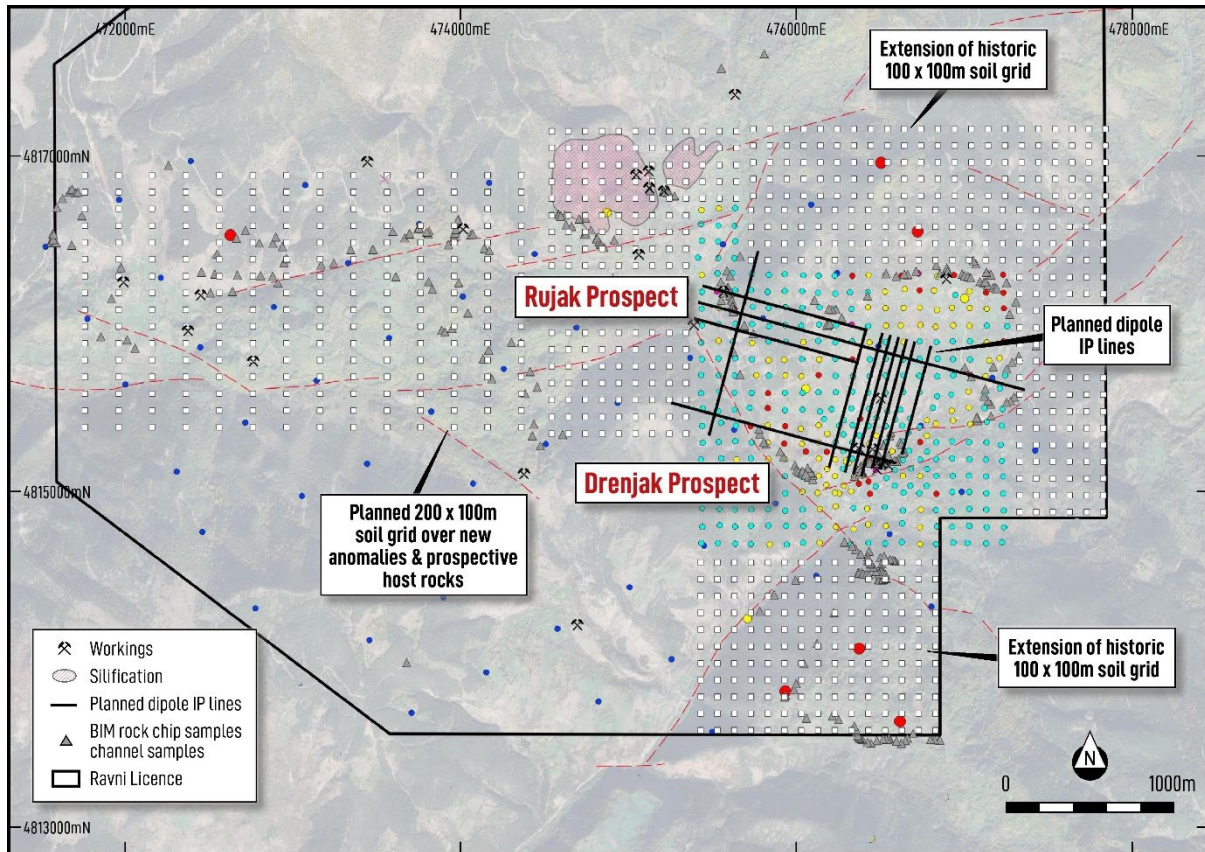 472000mE
474000mE
476000mE
478000mE
Extension of historic
100 x 100m soil grid
4817000mN
Rujak Prospect
Planned dipole
IP lines
4815000mN
Drenjak Prospect
Planned 200 x 100m
soil grid over new
anomalies & prospective
host rocks
Extension of historic
100 x 100m soil grid
Workings
Silification
Planned dipole IP lines
BIM rock chip samples
channel samples
Ravni Licence
N
0
1000m
4813000mN